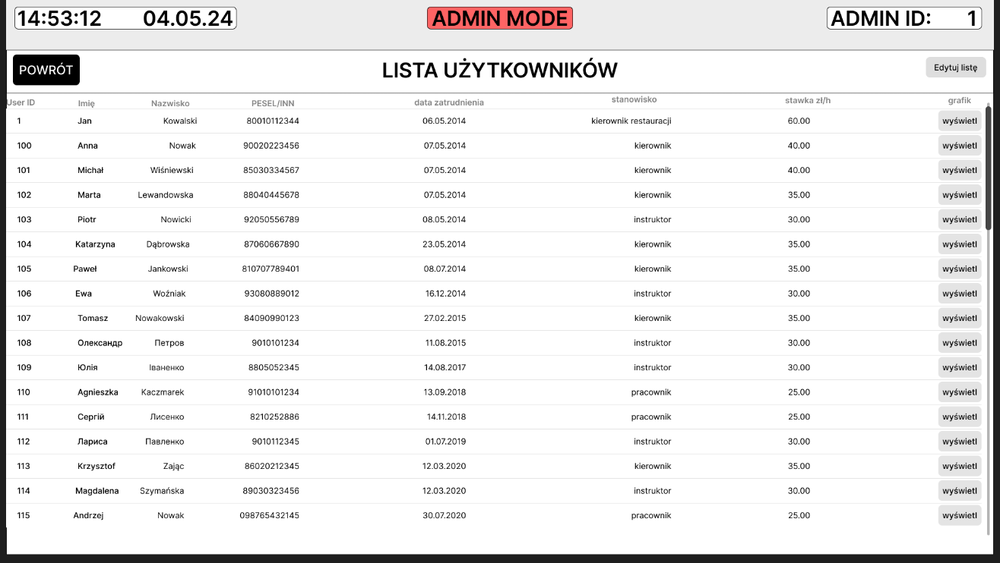 14:53:12 04.05.24 ADMIN MODE ADMIN ID: 1
POWRÓT LISTA UŻYTKOWNIKÓW Edytuj listę
User ID Imię Nazwisko PESEL/INN data zatrudnienia stanowisko stawka zł/h grafik
1 Jan Kowalski 80010112344 06.05.2014 kierownik restauracji 60.00 wyświetl
100 Anna Nowak 90020223456 07.05.2014 kierownik 40.00 wyświetl
101 Michał Wiśniewski 85030334567 07.05.2014 kierownik 40.00 wyświetl
102 Marta Lewandowska 88040445678 07.05.2014 kierownik 35.00 wyświetl
103 Piotr Nowicki 92050556789 08.05.2014 instruktor 30.00 wyświetl
104 Katarzyna Dąbrowska 87060667890 23.05.2014 kierownik 35.00 wyświetl
105 Paweł Jankowski 810707789401 08.07.2014 kierownik 35.00 wyświetl
106 Ewa Woźniak 93080889012 16.12.2014 instruktor 30.00 wyświetl
107 Tomasz Nowakowski 84090990123 27.02.2015 kierownik 35.00 wyświetl
108 Олександр Петров 9010101234 11.08.2015 instruktor 30.00 wyświetl
109 Юлія Іваненко 8805052345 14.08.2017 instruktor 30.00 wyświetl
110 Agnieszka Kaczmarek 91010101234 13.09.2018 pracownik 25.00 wyświetl
111 Сергій Лисенко 8210252886 14.11.2018 pracownik 25.00 wyświetl
112 Лариса Павленко 9010112345 01.07.2019 instruktor 30.00 wyświetl
113 Krzysztof Zając 86020212345 12.03.2020 kierownik 35.00 wyświetl
114 Magdalena Szymańska 89030323456 12.03.2020 instruktor 30.00 wyświetl
115 Andrzej Nowak 098765432145 30.07.2020 pracownik 25.00 wyświetl